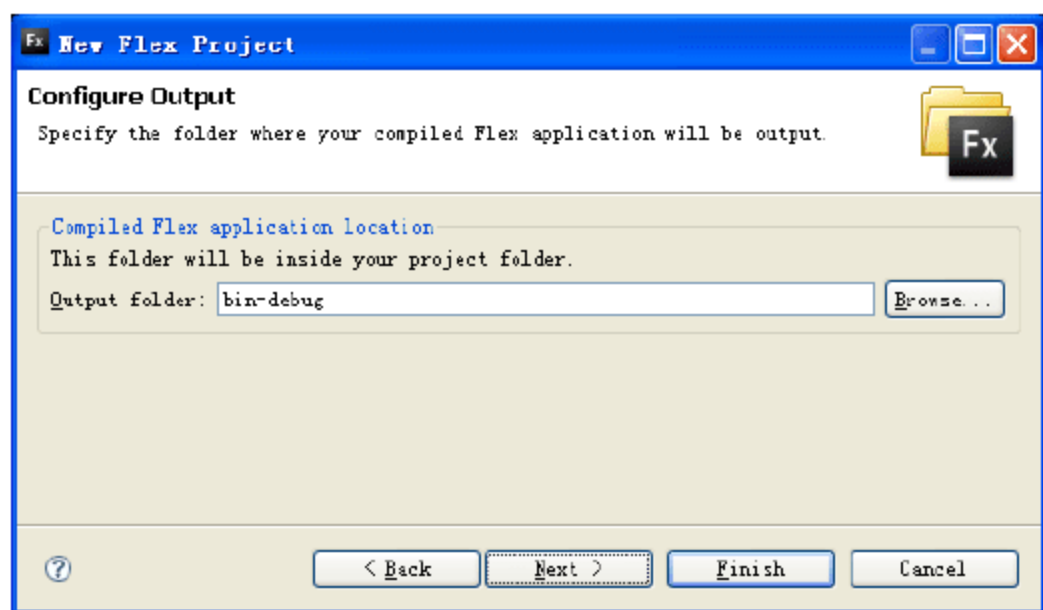 Fx New Flex Project
Configure Output
Specify the folder where your compiled Flex application will be output.
Fx
Compiled Flex application location
This folder will be inside your project folder.
Output folder: bin-debug Browse...
? < Back Next > Finish Cancel